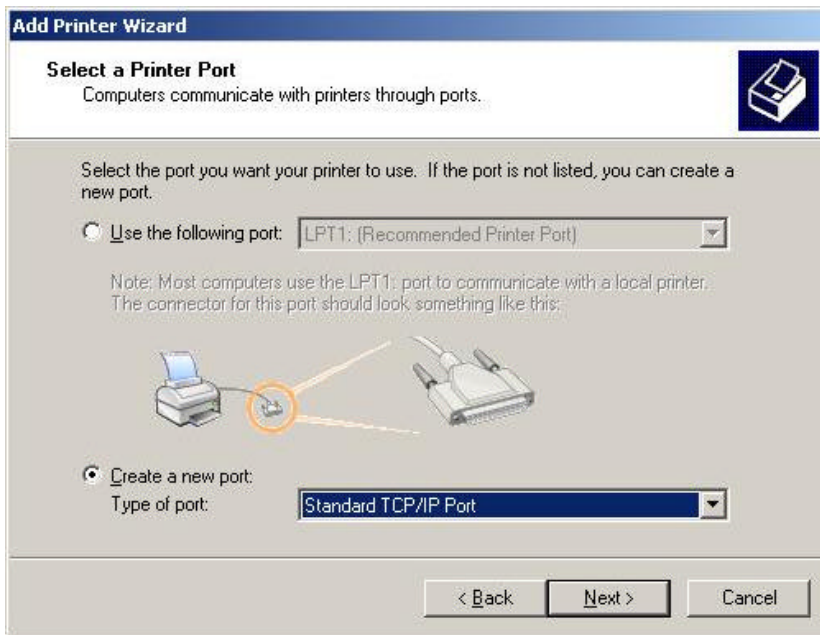 Add Printer Wizard
Select a Printer Port
Computers communicate with printers through ports.
Select the port you want your printer to use. If the port is not listed, you can create a
new port.
Use the following port: LPT1: (Recommended Printer Port)
Note: Most computers use the LPT1: port to communicate with a local printer.
The connector for this port should look something like this:
Create a new port:
Type of port: Standard TCP/IP Port
< Back Next > Cancel